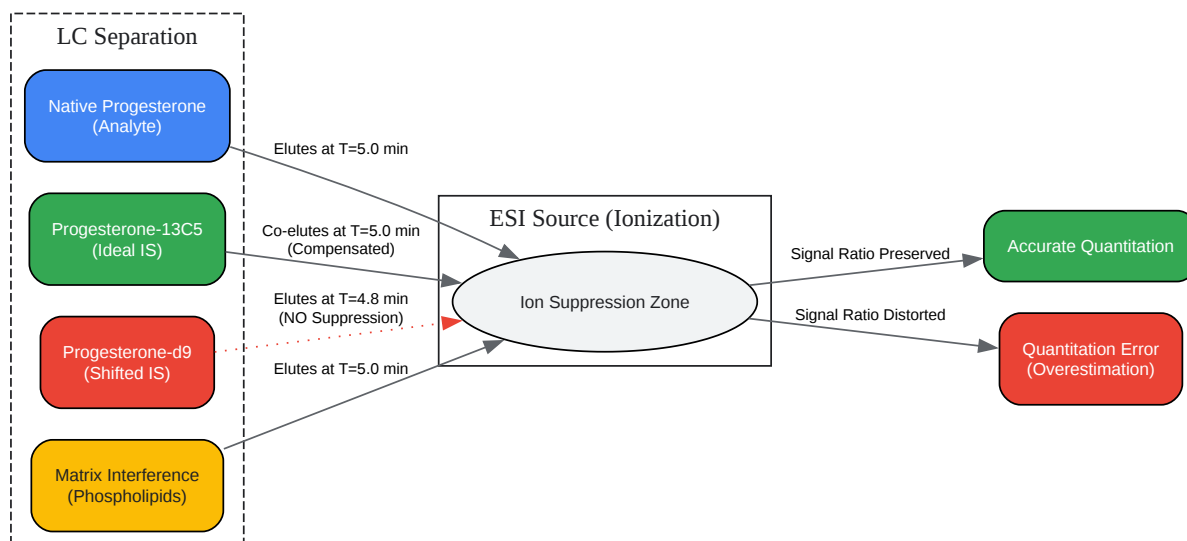 LC Separation
Native Progesterone
(Analyte)
Elutes at T=5.0 min
Progesterone-13C5
(Ideal IS)
Co-elutes at T=5.0 min
(Compensated)
Progesterone-d9
(Shifted IS)
Elutes at T=4.8 min
(NO Suppression)
Matrix Interference
(Phospholipids)
Elutes at T=5.0 min
ESI Source (Ionization)
Ion Suppression Zone
Signal Ratio Preserved
Accurate Quantitation
Signal Ratio Distorted
Quantitation Error
(Overestimation)